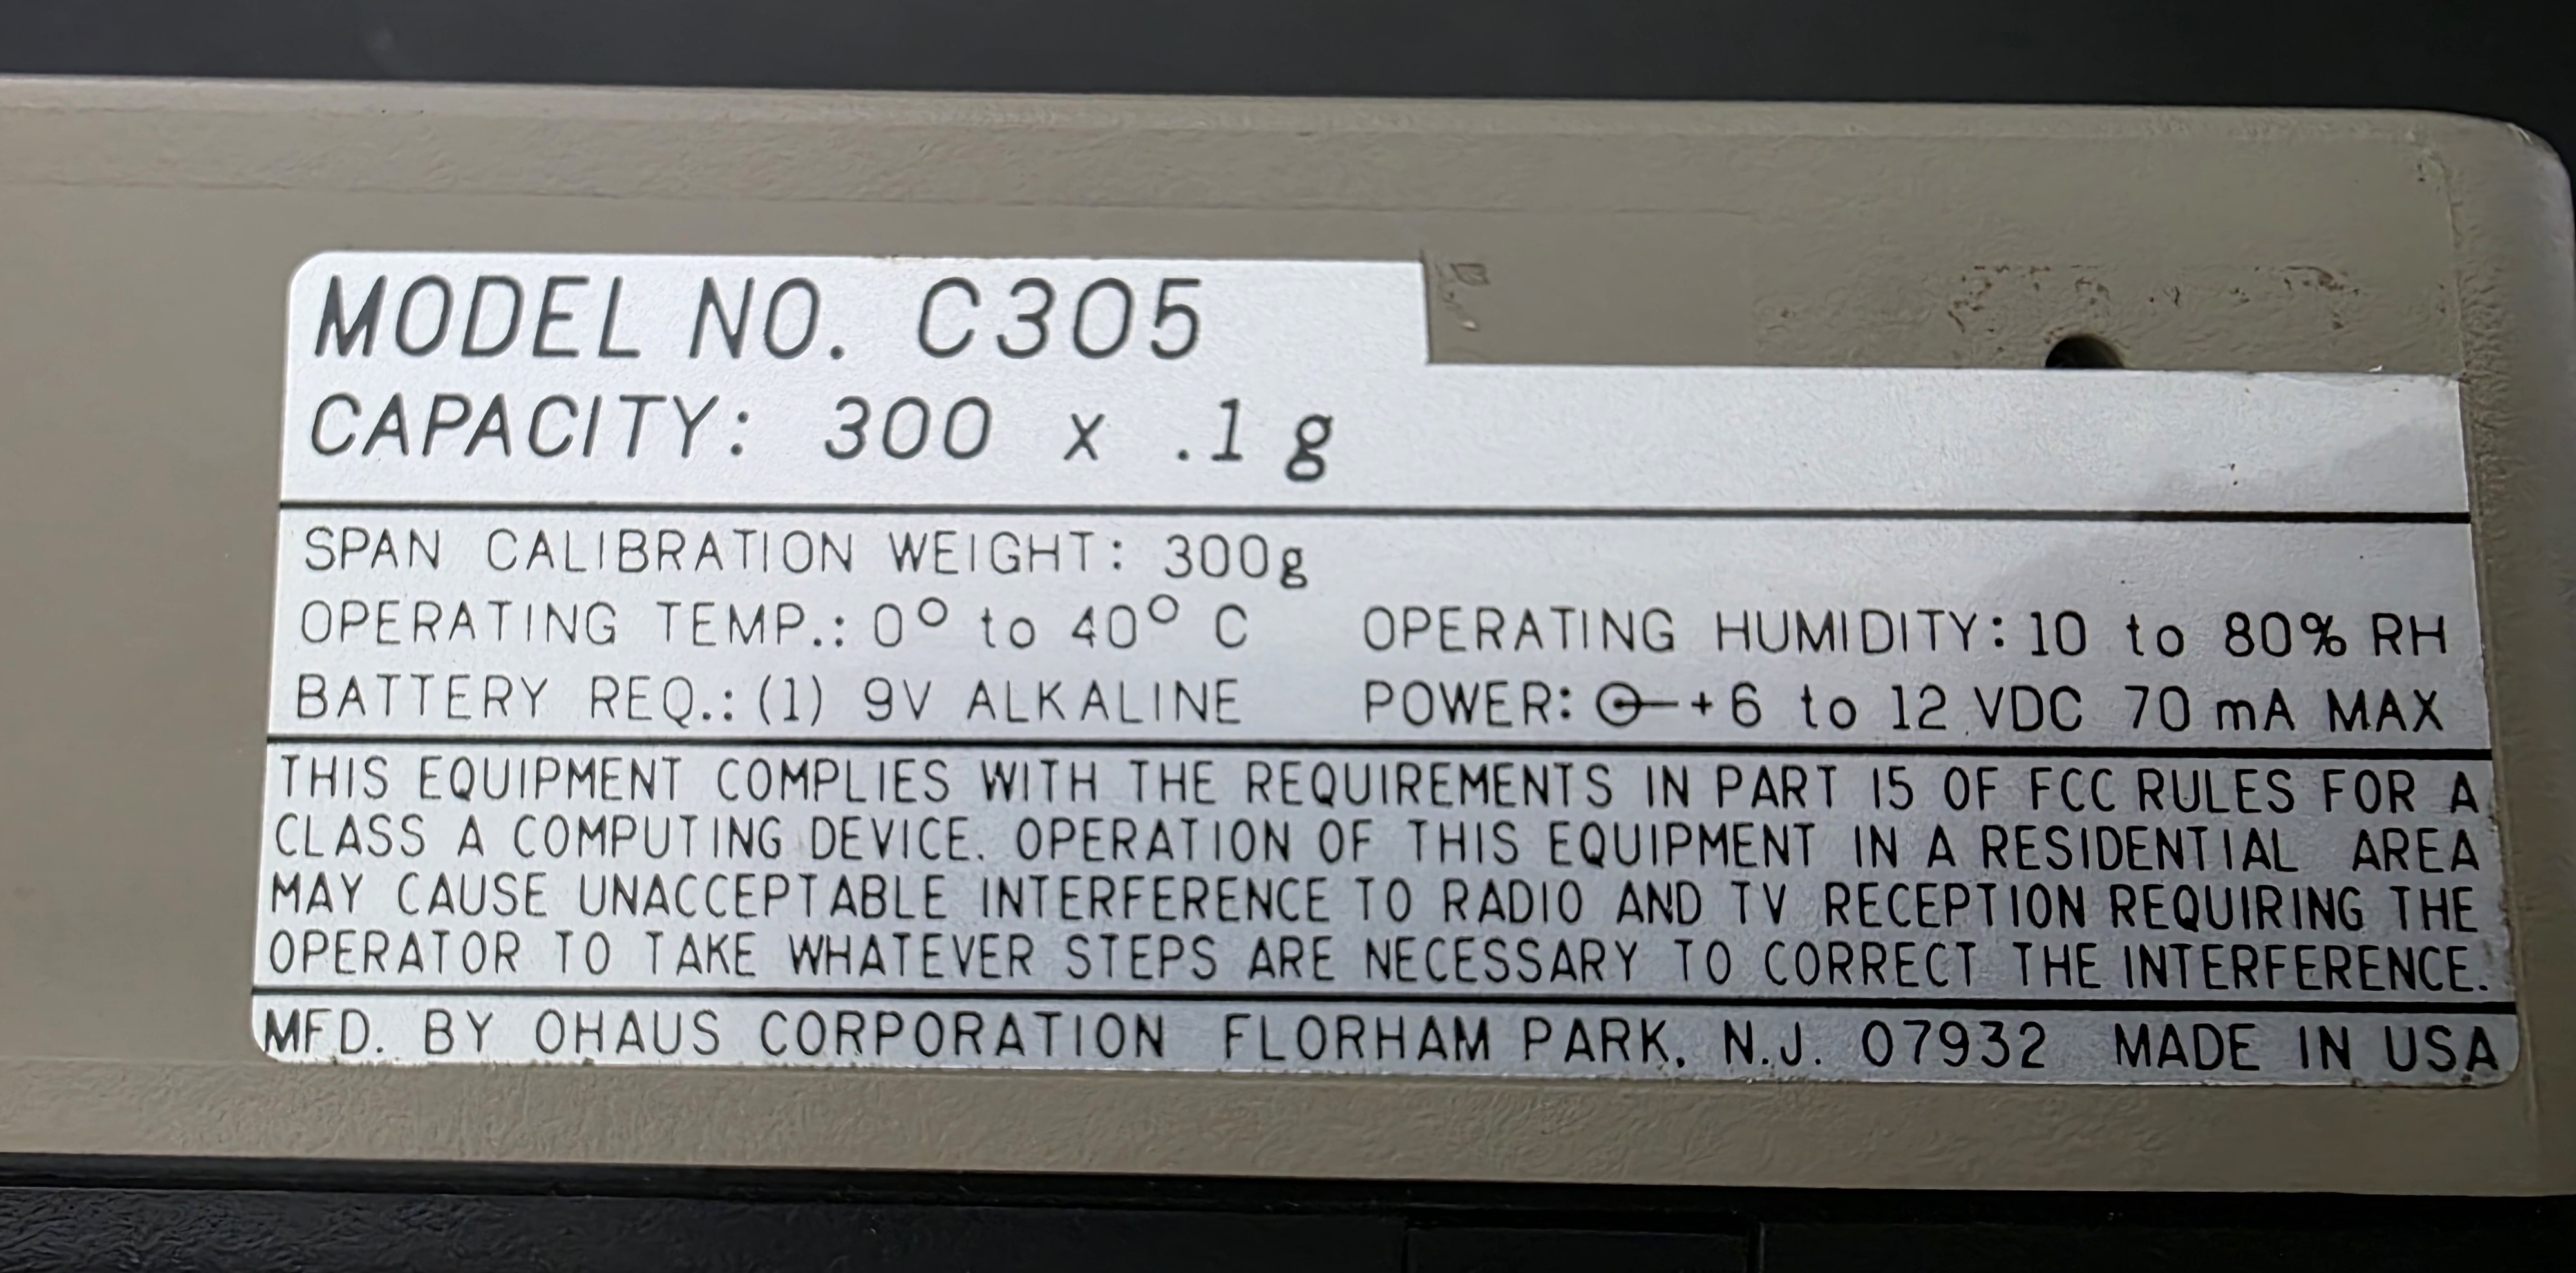 MODEL NO. C305
CAPACITY: 300 x .1 g
SPAN CALIBRATION WEIGHT: 300g
OPERATING TEMP.: 0° to 40° C OPERATING HUMIDITY: 10 to 80% RH
BATTERY REQ.: (1) 9V ALKALINE POWER: + 6 to 12 VDC 70 mA MAX
THIS EQUIPMENT COMPLIES WITH THE REQUIREMENTS IN PART 15 OF FCC RULES FOR A
CLASS A COMPUTING DEVICE. OPERATION OF THIS EQUIPMENT IN A RESIDENTIAL AREA
MAY CAUSE UNACCEPTABLE INTERFERENCE TO RADIO AND TV RECEPTION REQUIRING THE
OPERATOR TO TAKE WHATEVER STEPS ARE NECESSARY TO CORRECT THE INTERFERENCE.
MFD. BY OHAUS CORPORATION FLORHAM PARK, N.J. 07932 MADE IN USA